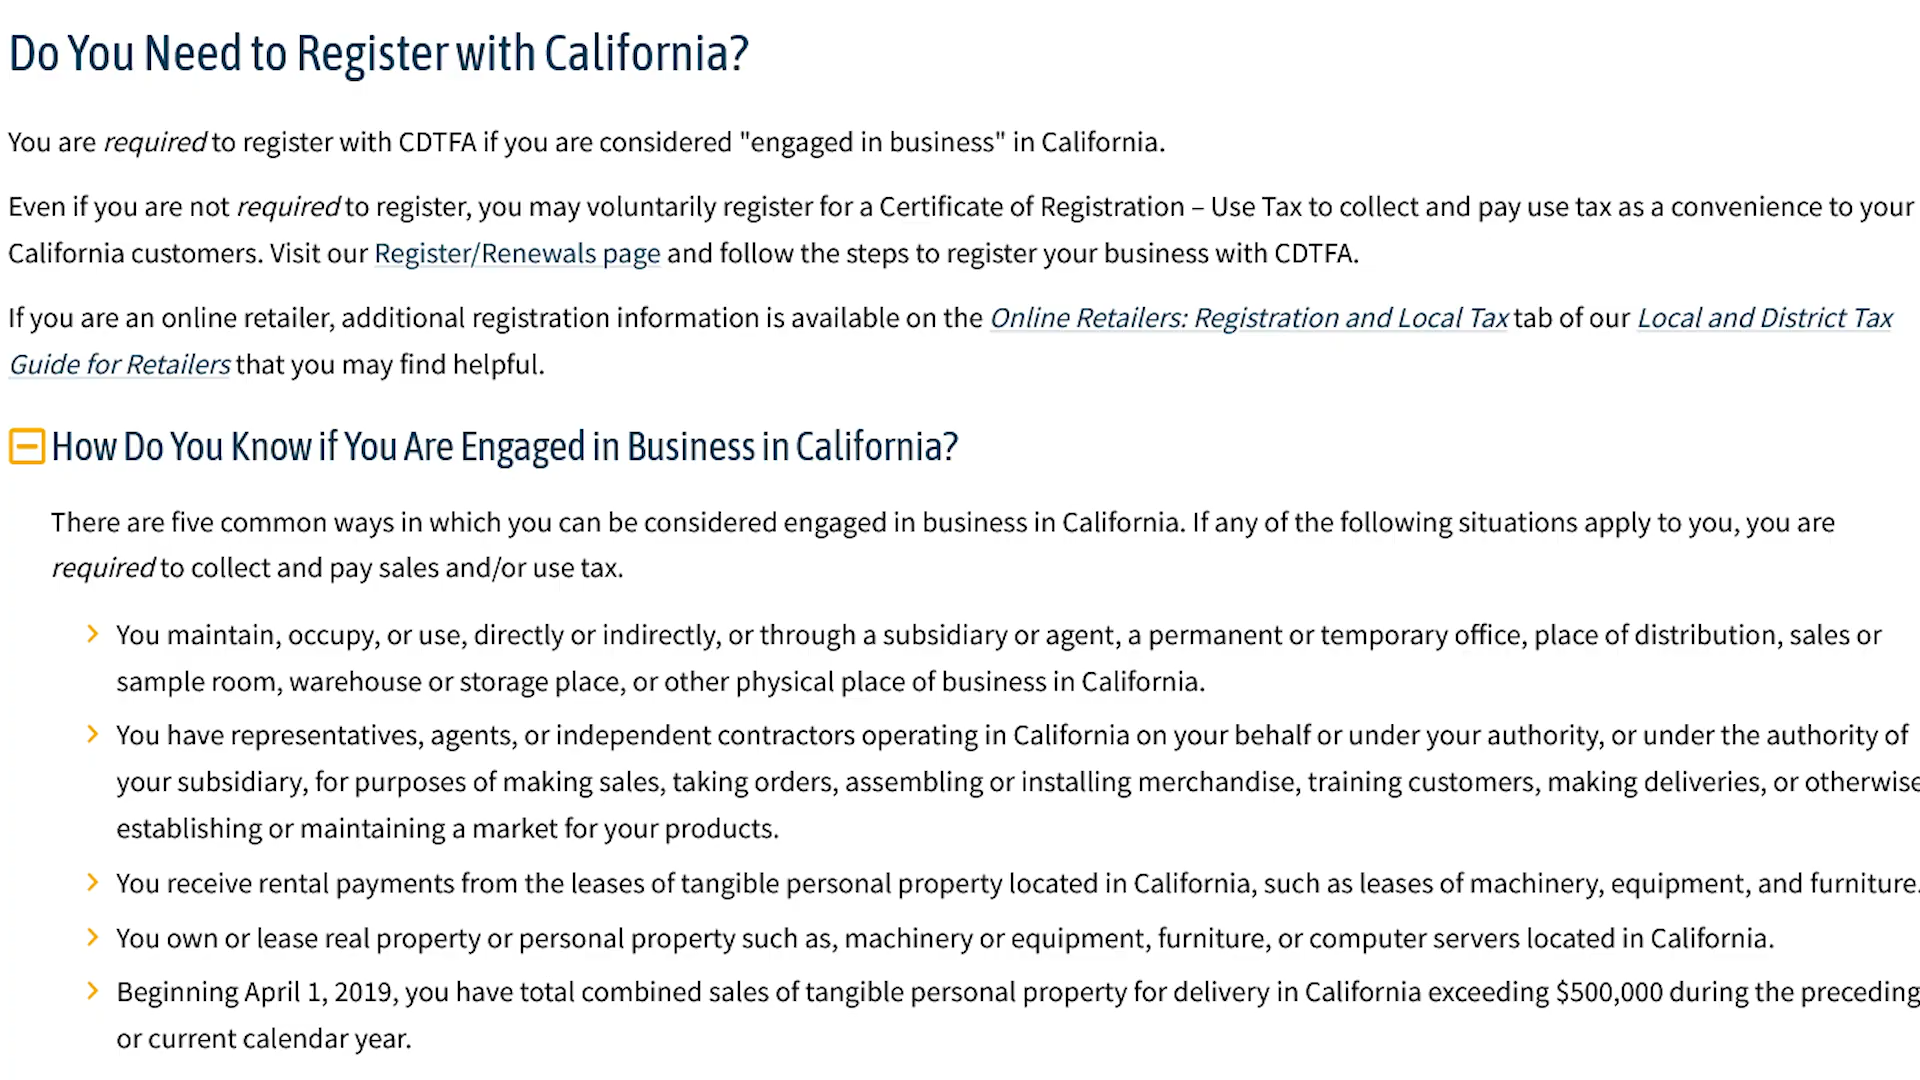 Do You Need to Register with California?
You are required to register with CDTFA if you are considered "engaged in business" in California.
Even if you are not required to register, you may voluntarily register for a Certificate of Registration – Use Tax to collect and pay use tax as a convenience to your
California customers. Visit our Register/Renewals page and follow the steps to register your business with CDTFA.
If you are an online retailer, additional registration information is available on the Online Retailers: Registration and Local Tax tab of our Local and District Tax
Guide for Retailers that you may find helpful.
How Do You Know if You Are Engaged in Business in California?
There are five common ways in which you can be considered engaged in business in California. If any of the following situations apply to you, you are
required to collect and pay sales and/or use tax.
You maintain, occupy, or use, directly or indirectly, or through a subsidiary or agent, a permanent or temporary office, place of distribution, sales or
sample room, warehouse or storage place, or other physical place of business in California.
You have representatives, agents, or independent contractors operating in California on your behalf or under your authority, or under the authority of
your subsidiary, for purposes of making sales, taking orders, assembling or installing merchandise, training customers, making deliveries, or otherwise
establishing or maintaining a market for your products.
You receive rental payments from the leases of tangible personal property located in California, such as leases of machinery, equipment, and furniture.
You own or lease real property or personal property such as, machinery or equipment, furniture, or computer servers located in California.
Beginning April 1, 2019, you have total combined sales of tangible personal property for delivery in California exceeding $500,000 during the preceding
or current calendar year.